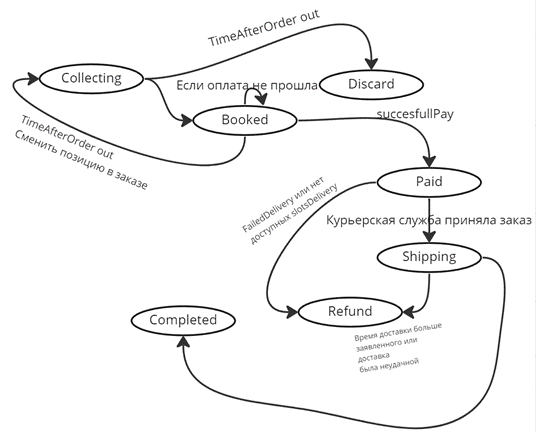 TimeAfterOrder out
Collecting
Если оплата не прошла
Discard
Booked
succesfullPay
TimeAfterOrder out
Сменить позицию в заказе
Paid
FailedDelivery или нет
доступных slotsDelivery
Курьерская служба приняла заказ
Shipping
Refund
Completed
Время доставки больше
заявленного или
доставка
была неудачной